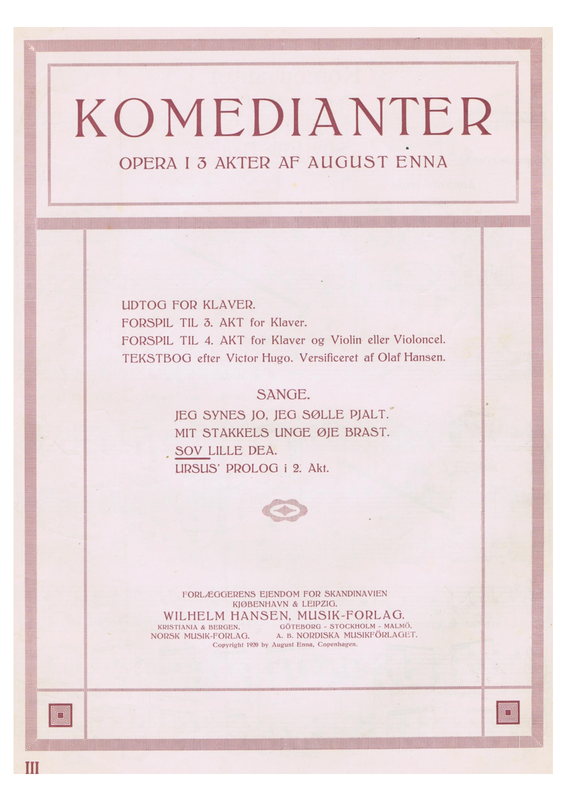 KOMEDIANTER
OPERA I 3 AKTER AF AUGUST ENNA
UDTOG FOR KLAVER.
FORSPIL TIL 3. AKT for Klaver.
FORSPIL TIL 4. AKT for Klaver og Violin eller Violoncel.
TEKSTBOG efter Victor Hugo. Versificeret af Olaf Hansen.
SANGE.
JEG SYNES JO, JEG SØLLE PJALT.
MIT STAKKELS UNGE ØJE BRAST.
SOV LILLE DEA.
URSUS' PROLOG i 2. Akt.
FORLÆGGERENS EJENDOM FOR SKANDINAVIEN
KJØBENHAVN & LEIPZIG.
WILHELM HANSEN, MUSIK-FORLAG.
KRISTIANIA & BERGEN. GÖTEBORG - STOCKHOLM - MALMÖ.
NORSK MUSIK-FORLAG. A. B. NORDISKA MUSIKFÖRLAGET.
Copyright 1920 by August Enna, Copenhagen.
III